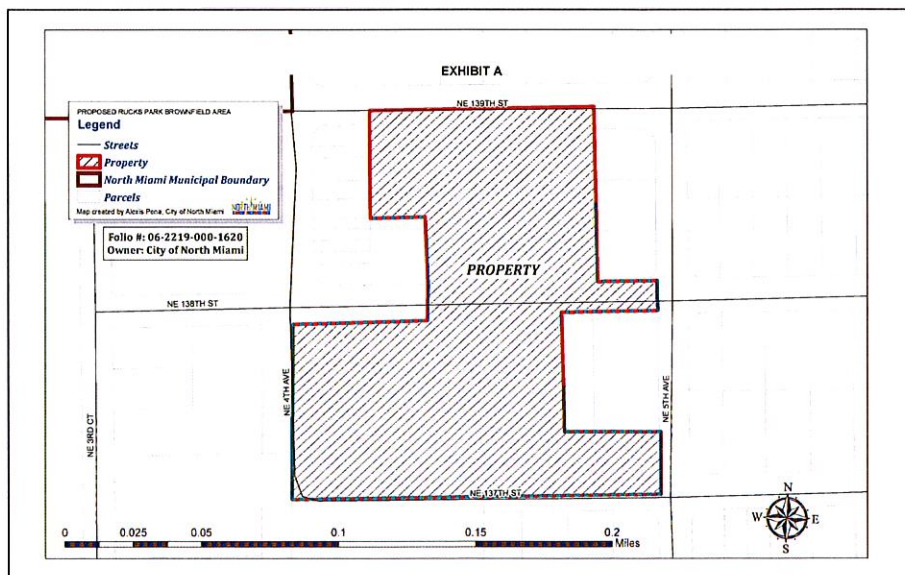 EXHIBIT A
NE 139TH ST
PROPOSED RUCKS PARK BROWNFIELD AREA
Legend
Streets
Property
North Miami Municipal Boundary
Parcels
Map created by Alexis Pena, City of North Miami
NORTH MIAMI
Folio #: 06-2219-000-1620
Owner: City of North Miami
PROPERTY
NE 138TH ST
NE 3RD CT
NE 4TH AVE
NE 5TH AVE
NE 137TH ST
N
W E
S
0 0.025 0.05 0.1 0.15 0.2
Miles